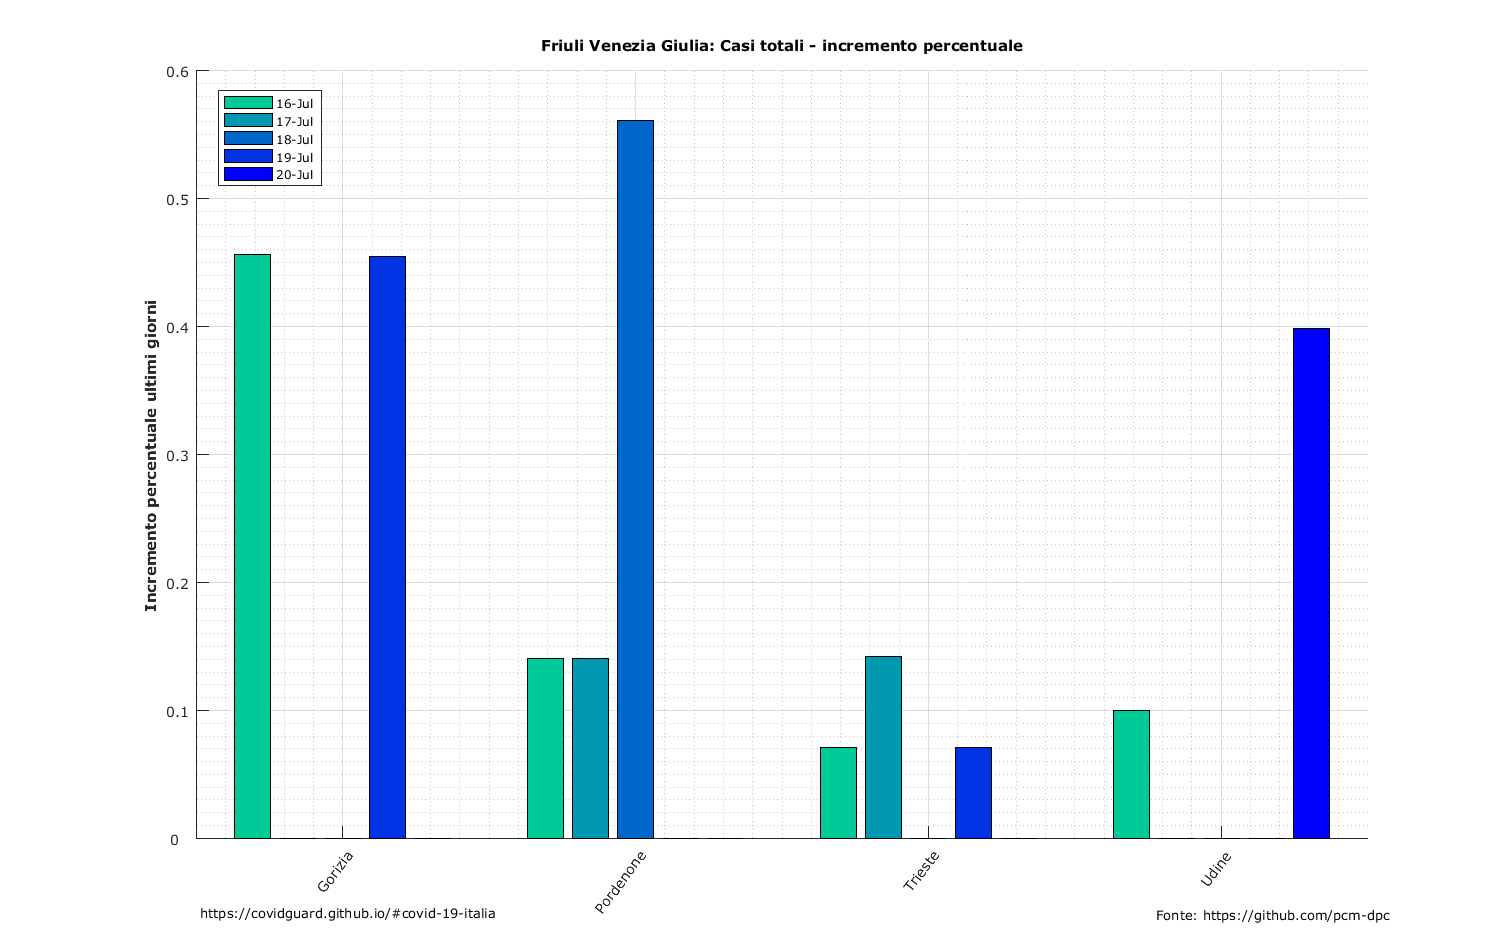 Friuli Venezia Giulia: Casi totali - incremento percentuale
0.6
0.5
0.4
0.3
0.2
0.1
0
Incremento percentuale ultimi giorni
16-Jul
17-Jul
18-Jul
19-Jul
20-Jul
Gorizia
Pordenone
Trieste
Udine
https://covidguard.github.io/#covid-19-italia
Fonte: https://github.com/pcm-dpc